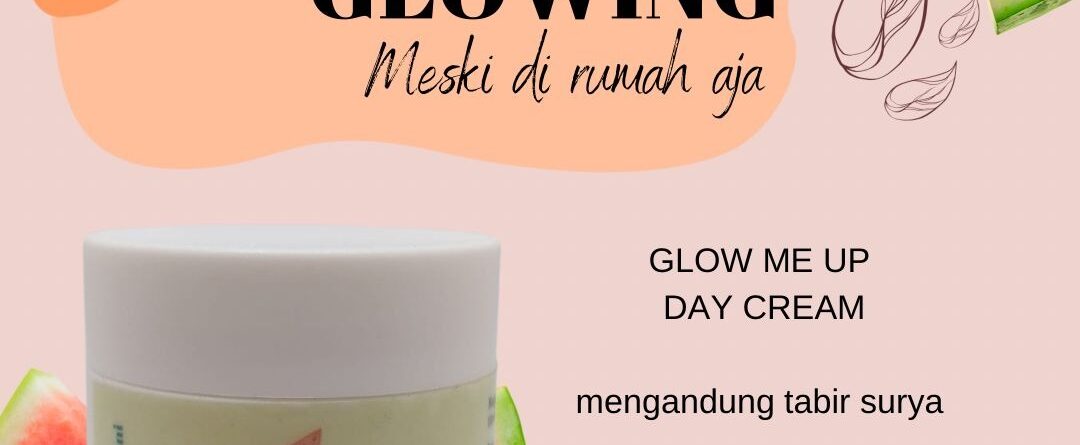 GLOWING
Meski di rumah aja
GLOW ME UP
DAY CREAM
mengandung tabir surya